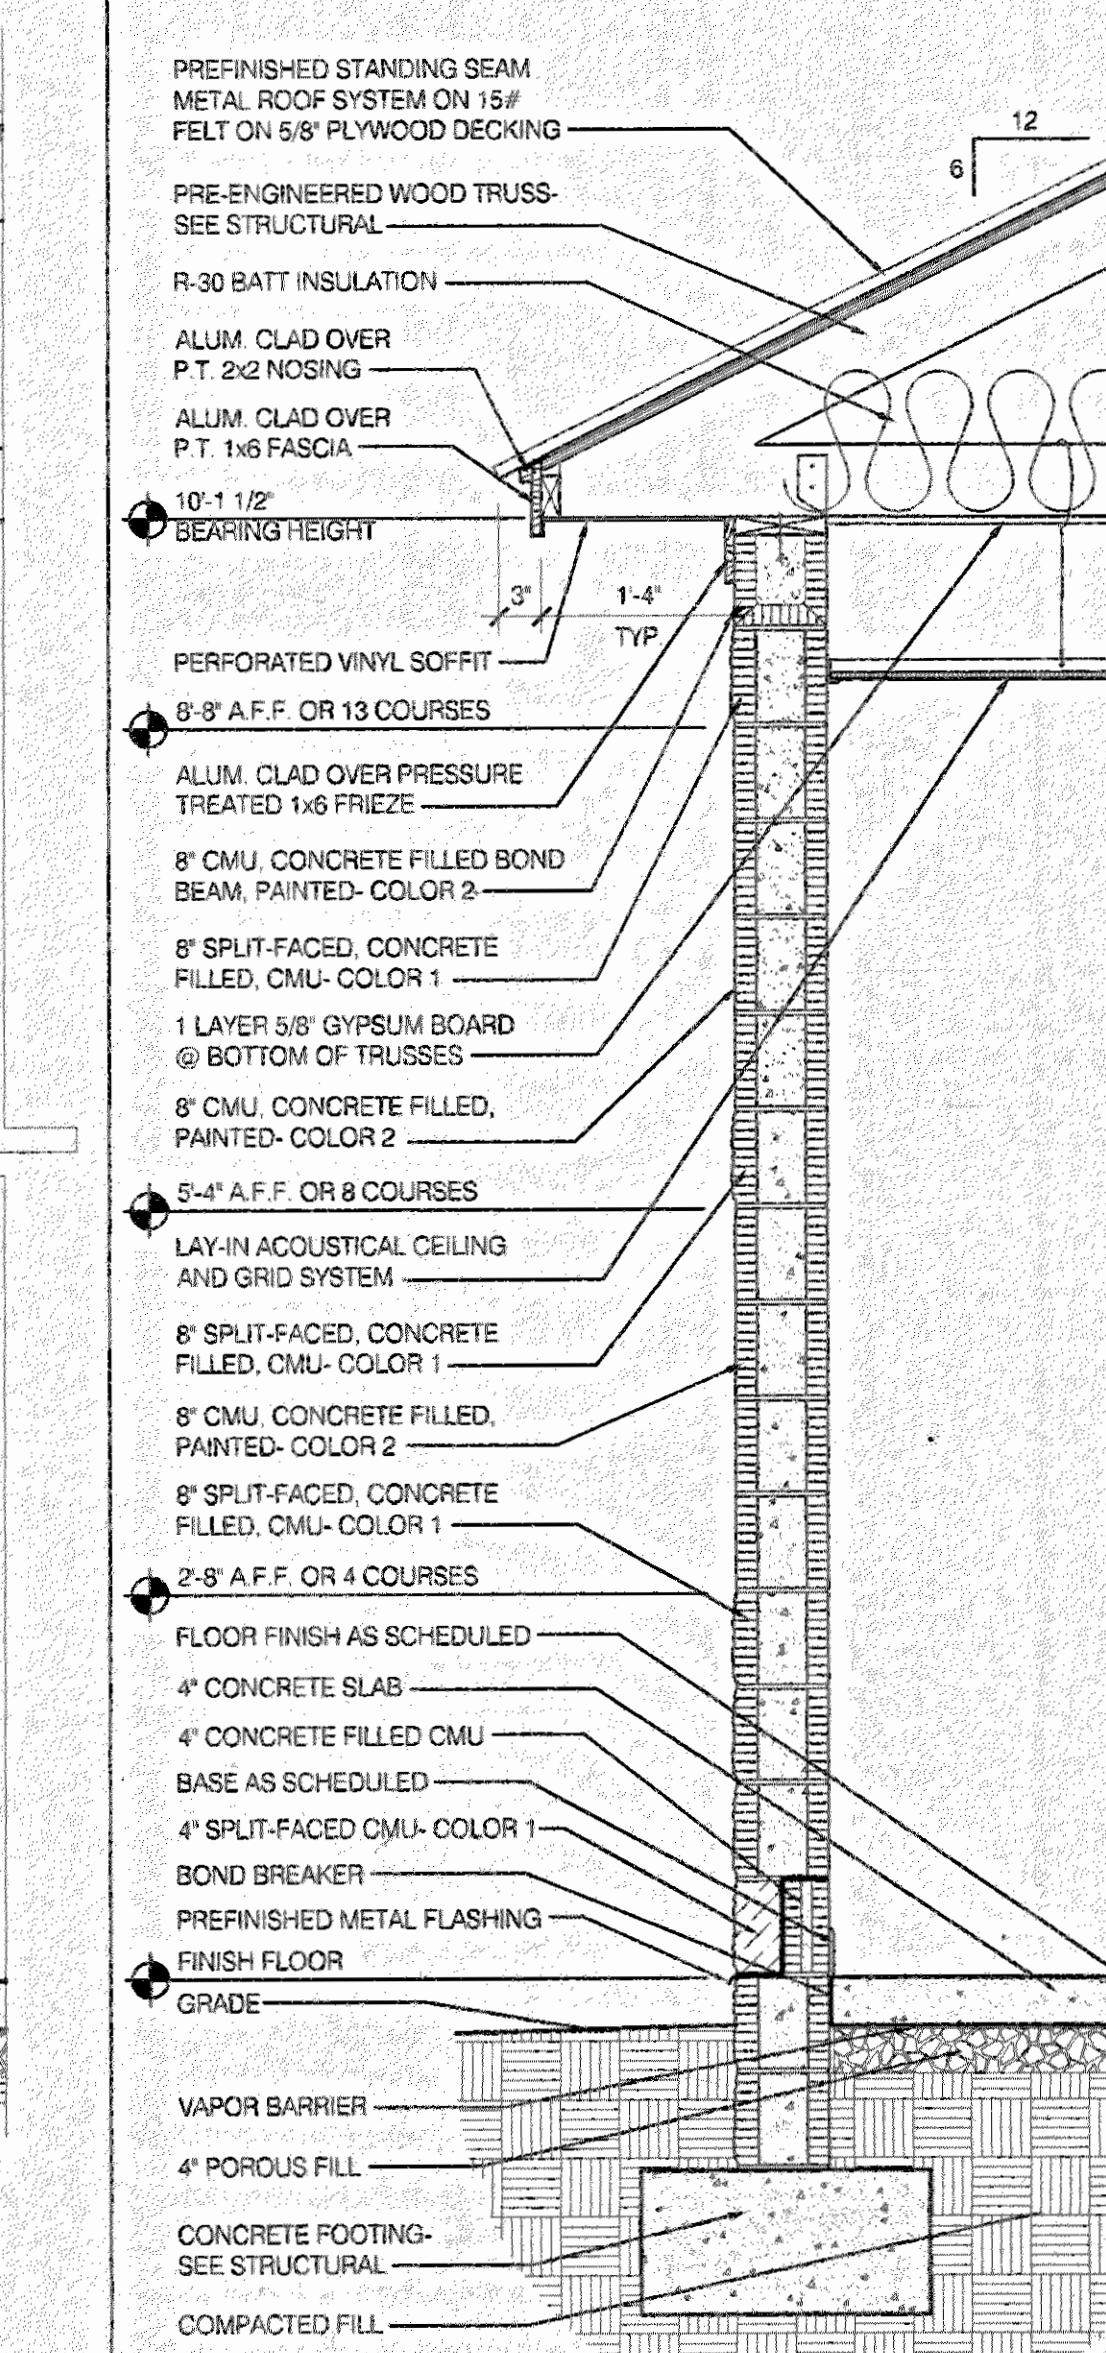 PREFINISHED STANDING SEAM
METAL ROOF SYSTEM ON 15#
FELT ON 5/8" PLYWOOD DECKING
12
6
PRE-ENGINEERED WOOD TRUSS-
SEE STRUCTURAL
R-30 BATT INSULATION
ALUM. CLAD OVER
P.T. 2x2 NOSING
ALUM. CLAD OVER
P.T. 1x6 FASCIA
10'-1 1/2"
BEARING HEIGHT
3"
1'-4"
TYP.
PERFORATED VINYL SOFFIT
8'-8" A.F.F. OR 13 COURSES
ALUM. CLAD OVER PRESSURE
TREATED 1x6 FRIEZE
8" CMU, CONCRETE FILLED BOND
BEAM, PAINTED- COLOR 2
8" SPLIT-FACED, CONCRETE
FILLED, CMU- COLOR 1
1 LAYER 5/8" GYPSUM BOARD
@ BOTTOM OF TRUSSES
8" CMU, CONCRETE FILLED,
PAINTED- COLOR 2
5'-4" A.F.F. OR 8 COURSES
LAY-IN ACOUSTICAL CEILING
AND GRID SYSTEM
8" SPLIT-FACED, CONCRETE
FILLED, CMU- COLOR 1
8" CMU, CONCRETE FILLED,
PAINTED- COLOR 2
8" SPLIT-FACED, CONCRETE
FILLED, CMU- COLOR 1
2'-8" A.F.F. OR 4 COURSES
FLOOR FINISH AS SCHEDULED
4" CONCRETE SLAB
4" CONCRETE FILLED CMU
BASE AS SCHEDULED
4" SPLIT-FACED CMU- COLOR 1
BOND BREAKER
PREFINISHED METAL FLASHING
FINISH FLOOR
GRADE
VAPOR BARRIER
4" POROUS FILL
CONCRETE FOOTING-
SEE STRUCTURAL
COMPACTED FILL